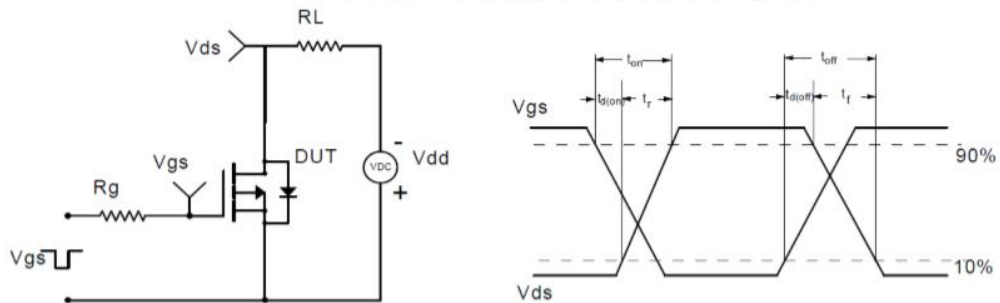 RL
Vds
Vgs
DUT
VDC
-
+
Vdd
Rg
Vgs
ton
toff
td(on)
tr
td(off)
tf
Vgs
90%
10%
Vds